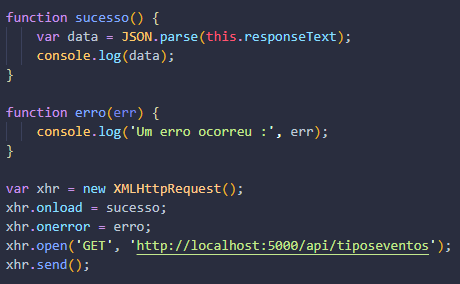 function sucesso() {
    var data = JSON.parse(this.responseText);
    console.log(data);
}

function erro(err) {
    console.log('Um erro ocorreu :', err);
}

var xhr = new XMLHttpRequest();
xhr.onload = sucesso;
xhr.onerror = erro;
xhr.open('GET', 'http://localhost:5000/api/tiposeventos');
xhr.send();